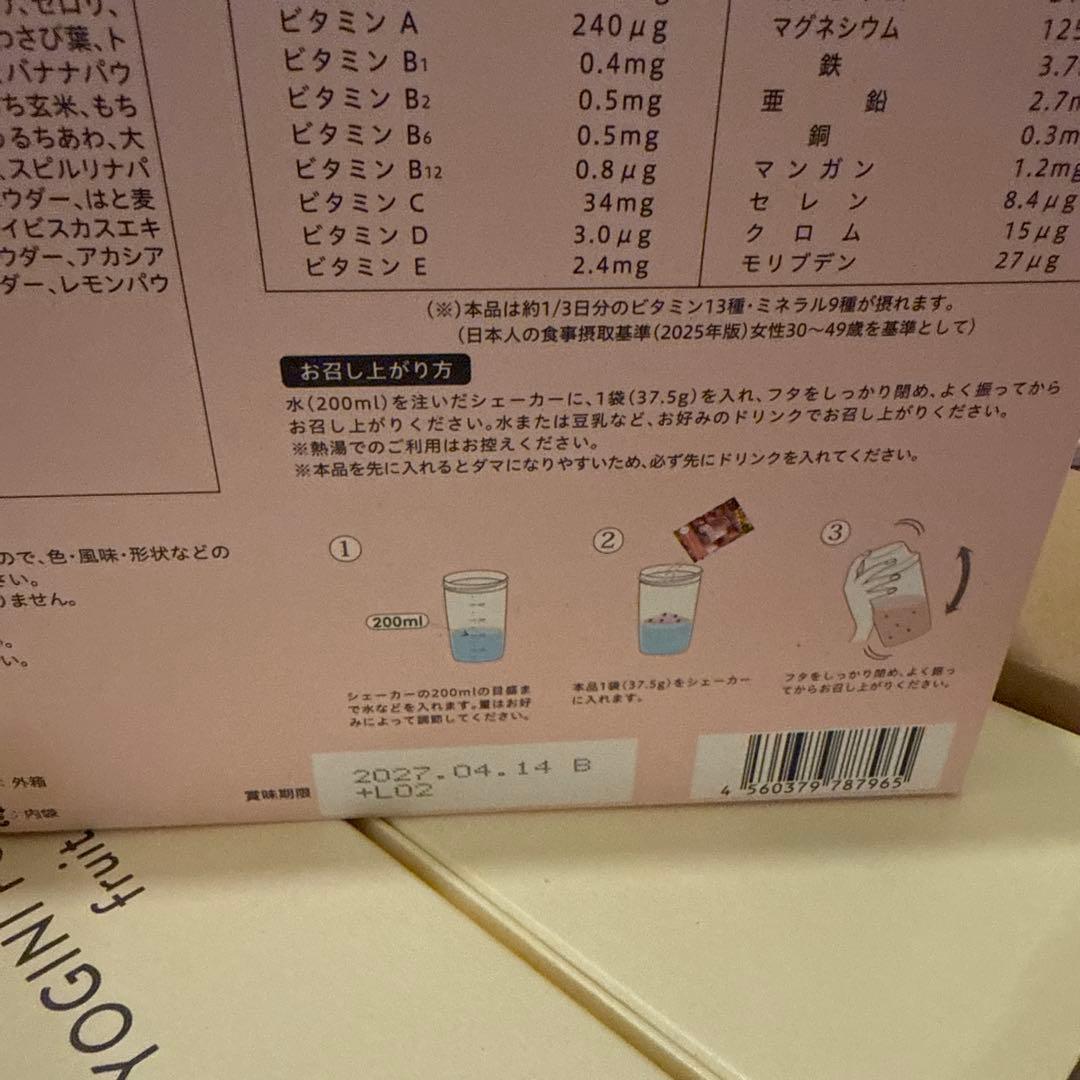 、セロリ、
わさび葉、ト
、バナナパウ
ち玄米、もち
うるちあわ、大
、スピルリナパ
ウダー、はと麦
イビスカスエキ
ウダー、アカシア
ダー、レモンパウ
ビタミン A 240μg
ビタミン B1 0.4mg
ビタミン B2 0.5mg
ビタミン B6 0.5mg
ビタミン B12 0.8μg
ビタミン C 34mg
ビタミン D 3.0μg
ビタミン E 2.4mg
マグネシウム 125
鉄 3.7
亜鉛 2.7m
銅 0.3m
マンガン 1.2mg
セレン 8.4μg
クロム 15μg
モリブデン 27μg
(※)本品は約1/3日分のビタミン13種・ミネラル9種が摂れます。
(日本人の食事摂取基準(2025年版)女性30〜49歳を基準として)
お召し上がり方
水(200ml)を注いだシェーカーに、1袋(37.5g)を入れ、フタをしっかり閉め、よく振ってから
お召し上がりください。水または豆乳など、お好みのドリンクでお召し上がりください。
※熱湯でのご利用はお控えください。
※本品を先に入れるとダマになりやすいため、必ず先にドリンクを入れてください。
ので、色・風味・形状などの
さい。
りません。
。
い。
①
200ml
シェーカーの200mlの目盛ま
で水などを入れます。量はお好
みによって調節してください。
②
本品1袋(37.5g)をシェーカー
に入れます。
③
フタをしっかり閉め、よく振っ
てからお召し上がりください。
：外箱
：内袋
賞味期限
2027.04.14 B
+L02
4 560379 787965
YOGINI
fruit